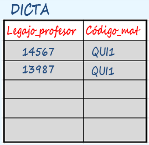 DICTA
Legajo_profesor Código_mat
14567 QUI1
13987 QUI1